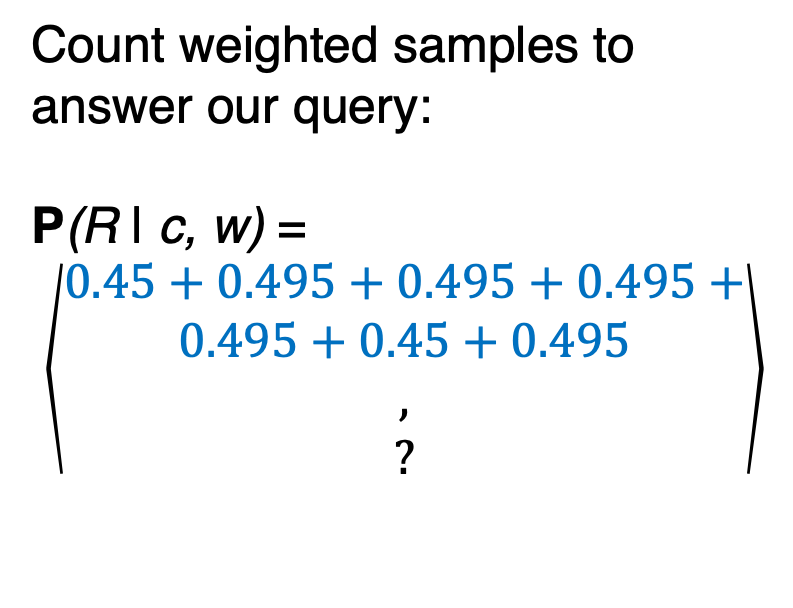 Count weighted samples to
answer our query:
P(R | c, w) =
⟨0.45 + 0.495 + 0.495 + 0.495 +
0.495 + 0.45 + 0.495
,
?⟩